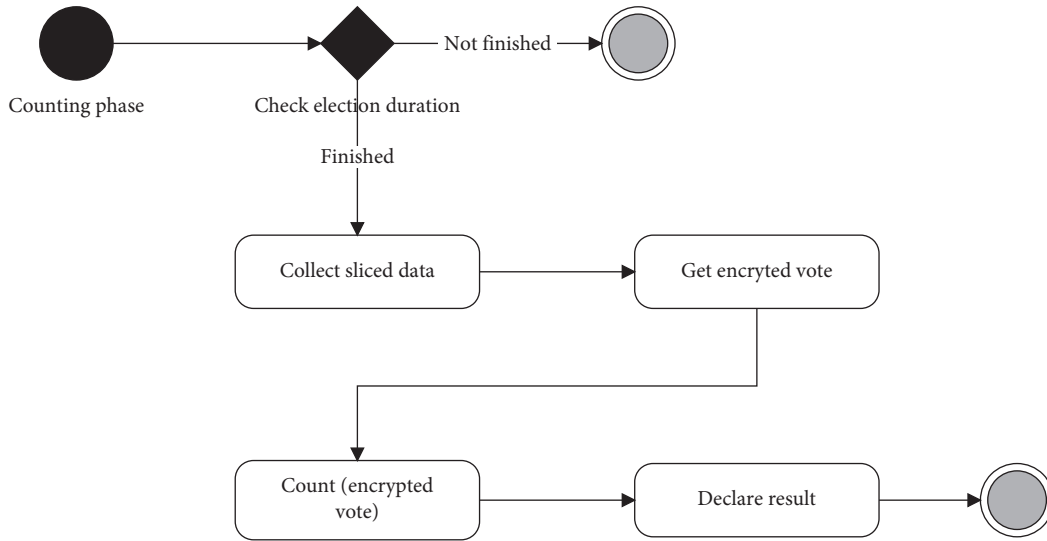 Not finished
Counting phase
Check election duration
Finished
Collect sliced data
Get encryted vote
Count (encrypted
vote)
Declare result